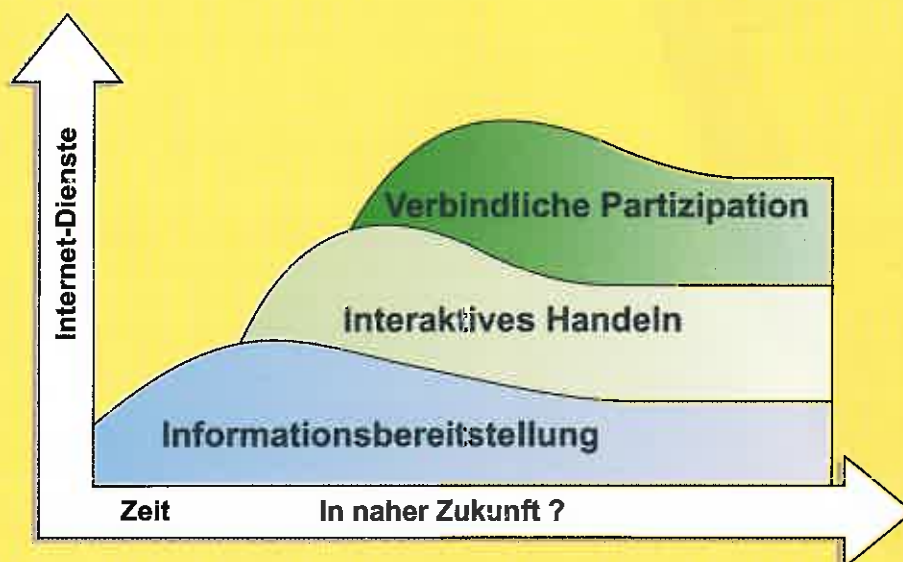 Internet-Dienste
Verbindliche Partizipation
Interaktives Handeln
Informationsbereitstellung
Zeit
In naher Zukunft ?